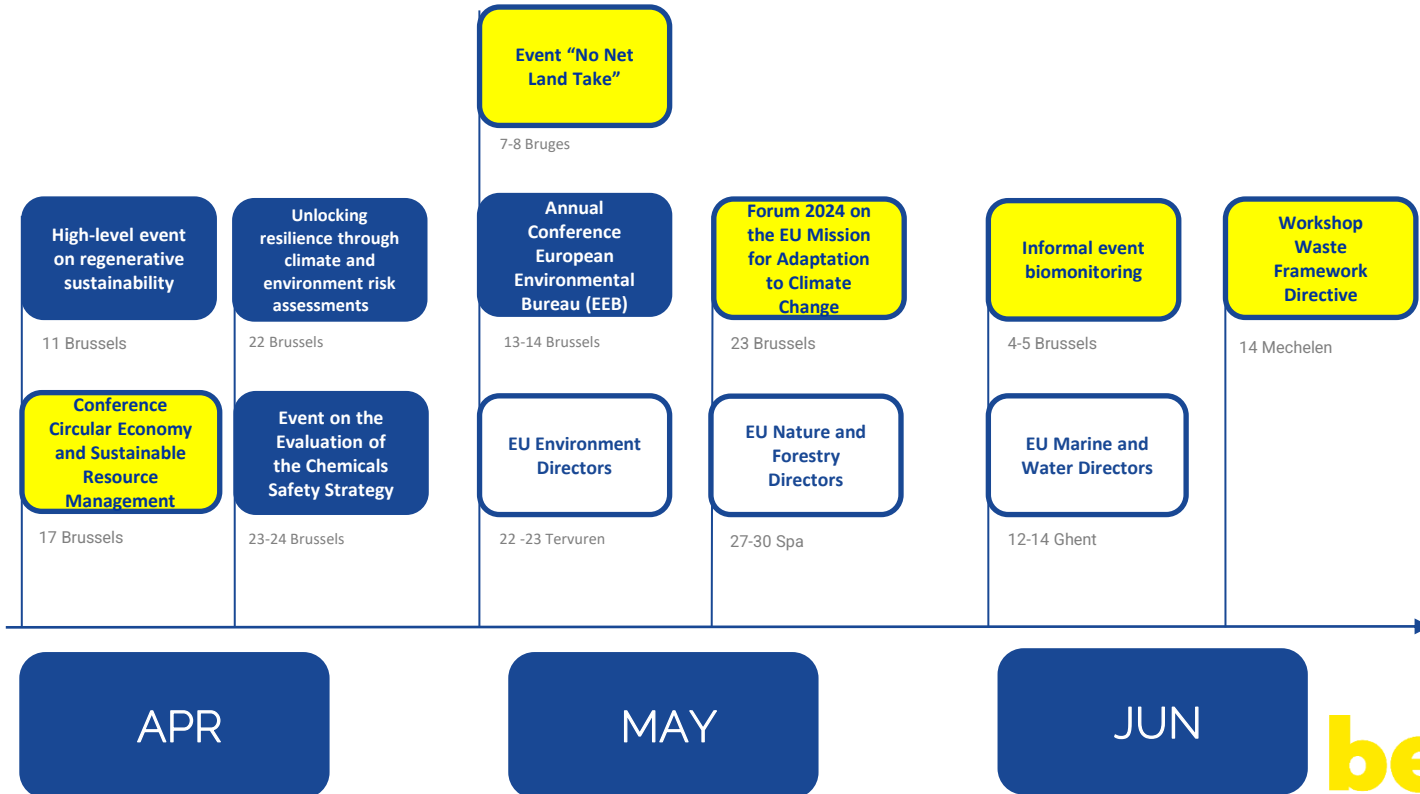 Event “No Net
Land Take”
7-8 Bruges
High-level event
on regenerative
sustainability
11 Brussels
Unlocking
resilience through
climate and
environment risk
assessments
22 Brussels
Annual
Conference
European
Environmental
Bureau (EEB)
13-14 Brussels
Forum 2024 on
the EU Mission
for Adaptation
to Climate
Change
23 Brussels
Informal event
biomonitoring
4-5 Brussels
Workshop
Waste
Framework
Directive
14 Mechelen
Conference
Circular Economy
and Sustainable
Resource
Management
17 Brussels
Event on the
Evaluation of
the Chemicals
Safety Strategy
23-24 Brussels
EU Environment
Directors
22 -23 Tervuren
EU Nature and
Forestry
Directors
27-30 Spa
EU Marine and
Water Directors
12-14 Ghent
APR
MAY
JUN
be